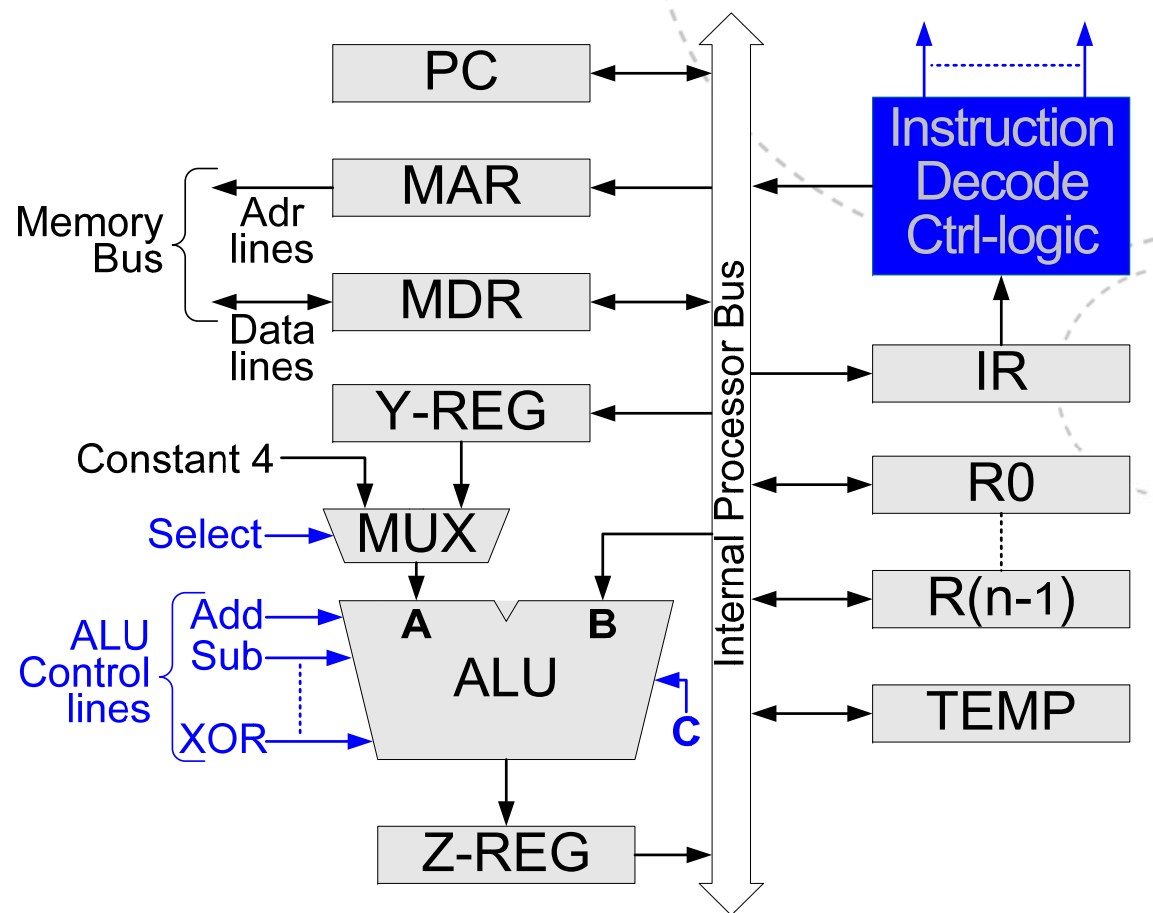 PC
MAR
MDR
Memory
Bus
Adr
lines
Data
lines
Y-REG
Constant 4
Select
MUX
A
B
ALU
Control
lines
Add
Sub
XOR
ALU
C
Z-REG
Internal Processor Bus
Instruction
Decode
Ctrl-logic
IR
R0
R(n-1)
TEMP